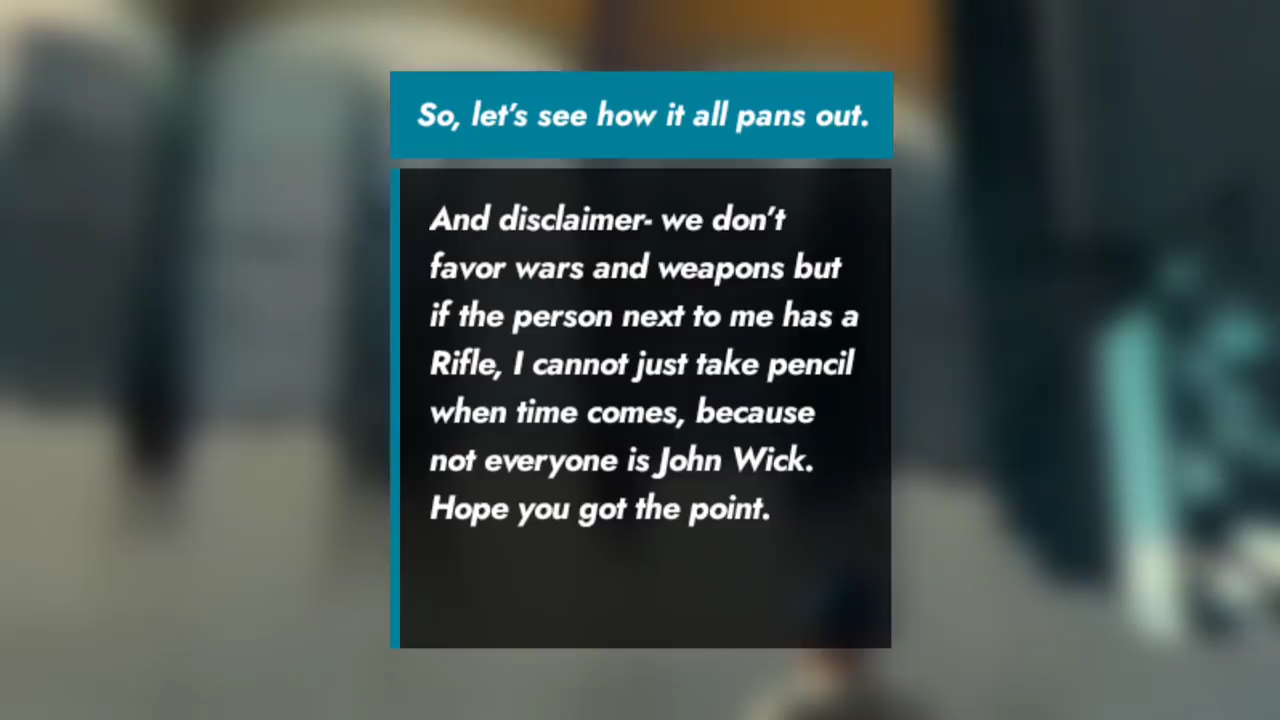 So, let's see how it all pans out.
And disclaimer- we don't
favor wars and weapons but
if the person next to me has a
Rifle, I cannot just take pencil
when time comes, because
not everyone is John Wick.
Hope you got the point.